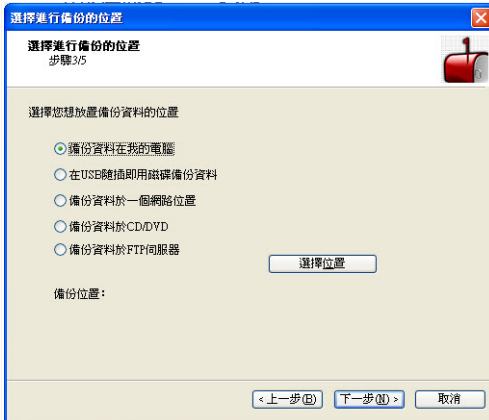 選擇進行備份的位置
選擇進行備份的位置
步驟3/5
選擇您想放置備份資料的位置
備份資料在我的電腦
在USB隨插即用磁碟備份資料
備份資料於一個網路位置
備份資料於CD/DVD
備份資料於FTP伺服器
選擇位置
備份位置：
<上一步(B)
下一步(N)>
取消